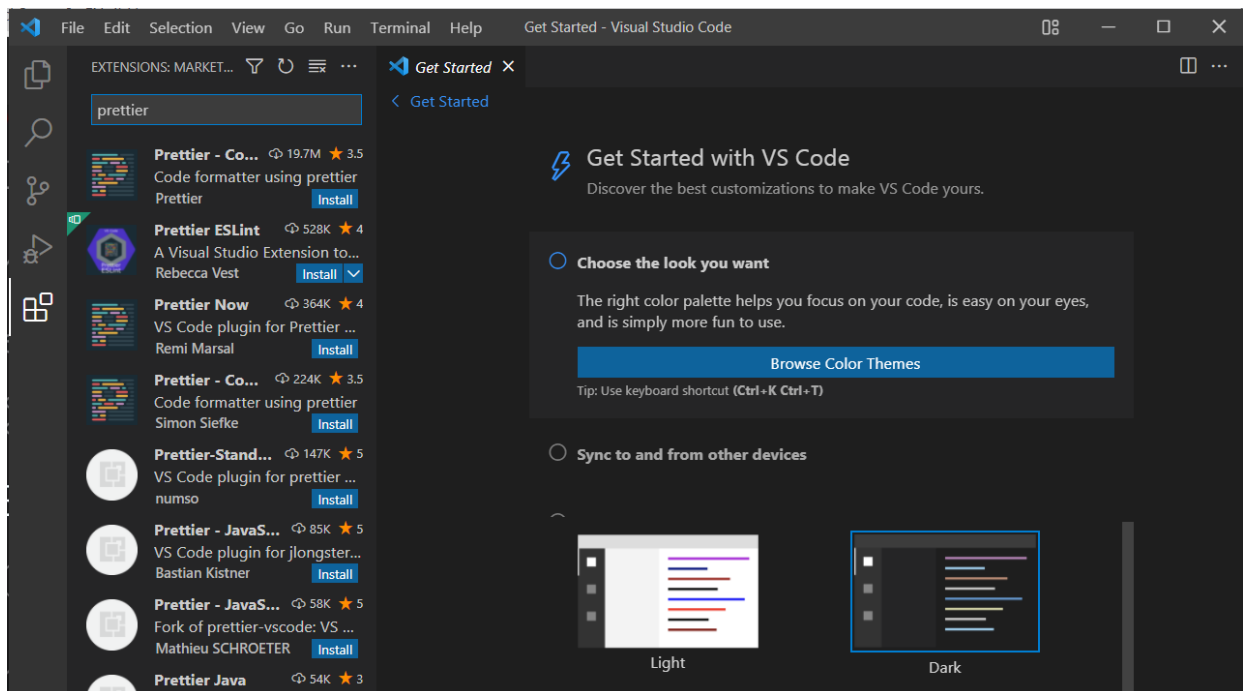 File Edit Selection View Go Run Terminal Help
Get Started - Visual Studio Code
EXTENSIONS: MARKET...
prettier
Prettier - Co... 19.7M 3.5
Code formatter using prettier
Prettier Install
Prettier ESLint 528K 4
A Visual Studio Extension to...
Rebecca Vest Install
Prettier Now 364K 4
VS Code plugin for Prettier ...
Remi Marsal Install
Prettier - Co... 224K 3.5
Code formatter using prettier
Simon Siefke Install
Prettier-Stand... 147K 5
VS Code plugin for prettier ...
numso Install
Prettier - JavaS... 85K 5
VS Code plugin for jlongster...
Bastian Kistner Install
Prettier - JavaS... 58K 5
Fork of prettier-vscode: VS ...
Mathieu SCHROETER Install
Prettier Java 54K 3
Get Started
Get Started
Get Started with VS Code
Discover the best customizations to make VS Code yours.
Choose the look you want
The right color palette helps you focus on your code, is easy on your eyes,
and is simply more fun to use.
Browse Color Themes
Tip: Use keyboard shortcut (Ctrl+K Ctrl+T)
Sync to and from other devices
Light
Dark